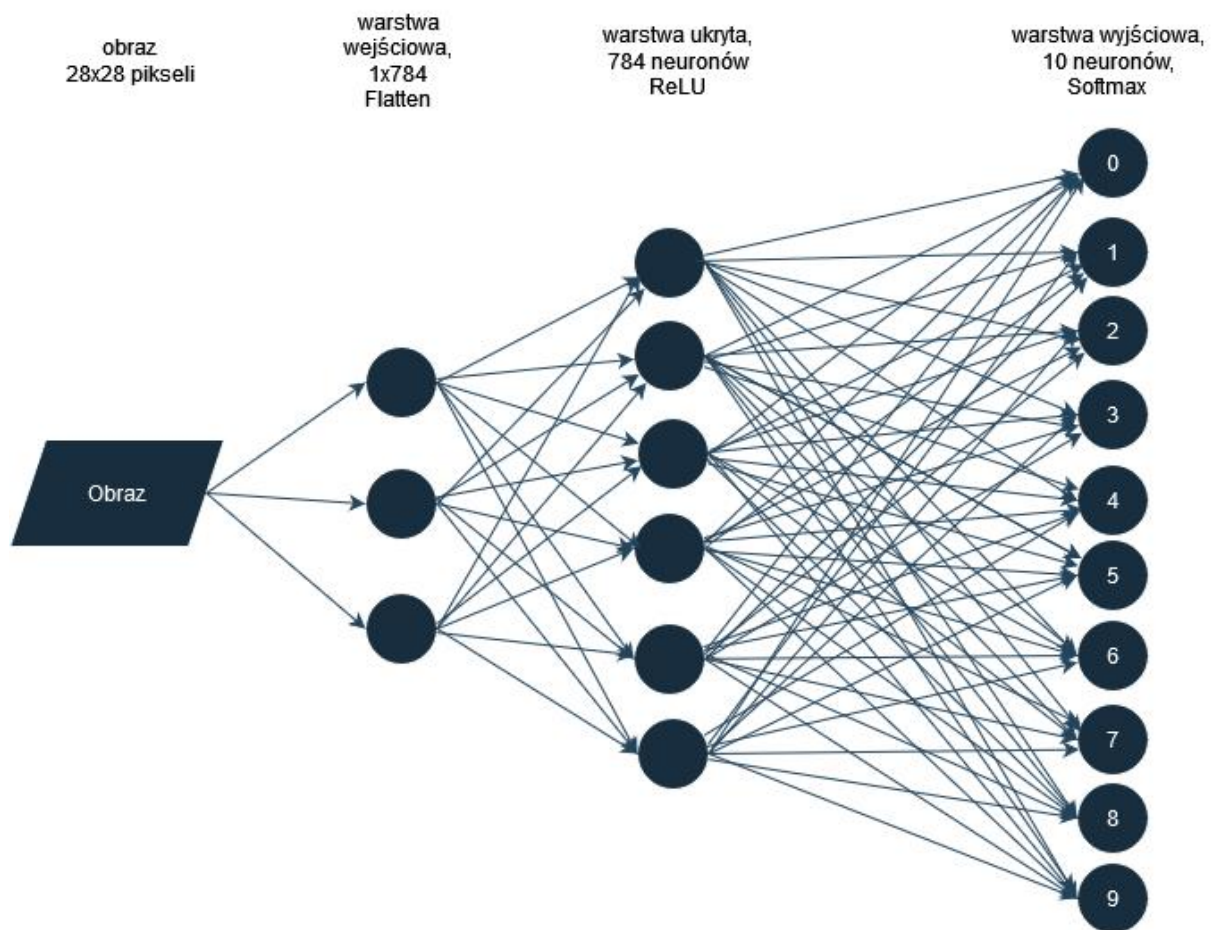 obraz
28x28 pikseli
warstwa
wejściowa,
1x784
Flatten
warstwa ukryta,
784 neuronów
ReLU
warstwa wyjściowa,
10 neuronów,
Softmax
Obraz
0
1
2
3
4
5
6
7
8
9